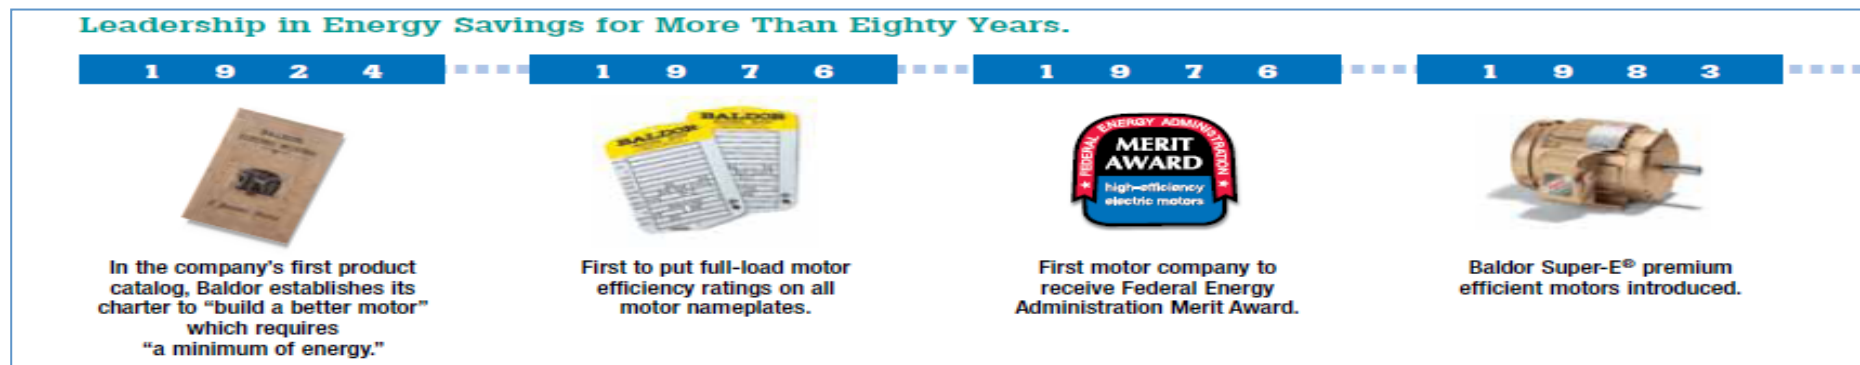 Leadership in Energy Savings for More Than Eighty Years.
1 9 2 4
1 9 7 6
1 9 7 6
1 9 8 3
BALDOR
BALDOR
FEDERAL ENERGY ADMINISTRATION
MERIT
AWARD
high-efficiency
electric motors
In the company's first product
catalog, Baldor establishes its
charter to "build a better motor"
which requires
"a minimum of energy."
First to put full-load motor
efficiency ratings on all
motor nameplates.
First motor company to
receive Federal Energy
Administration Merit Award.
Baldor Super-E® premium
efficient motors introduced.